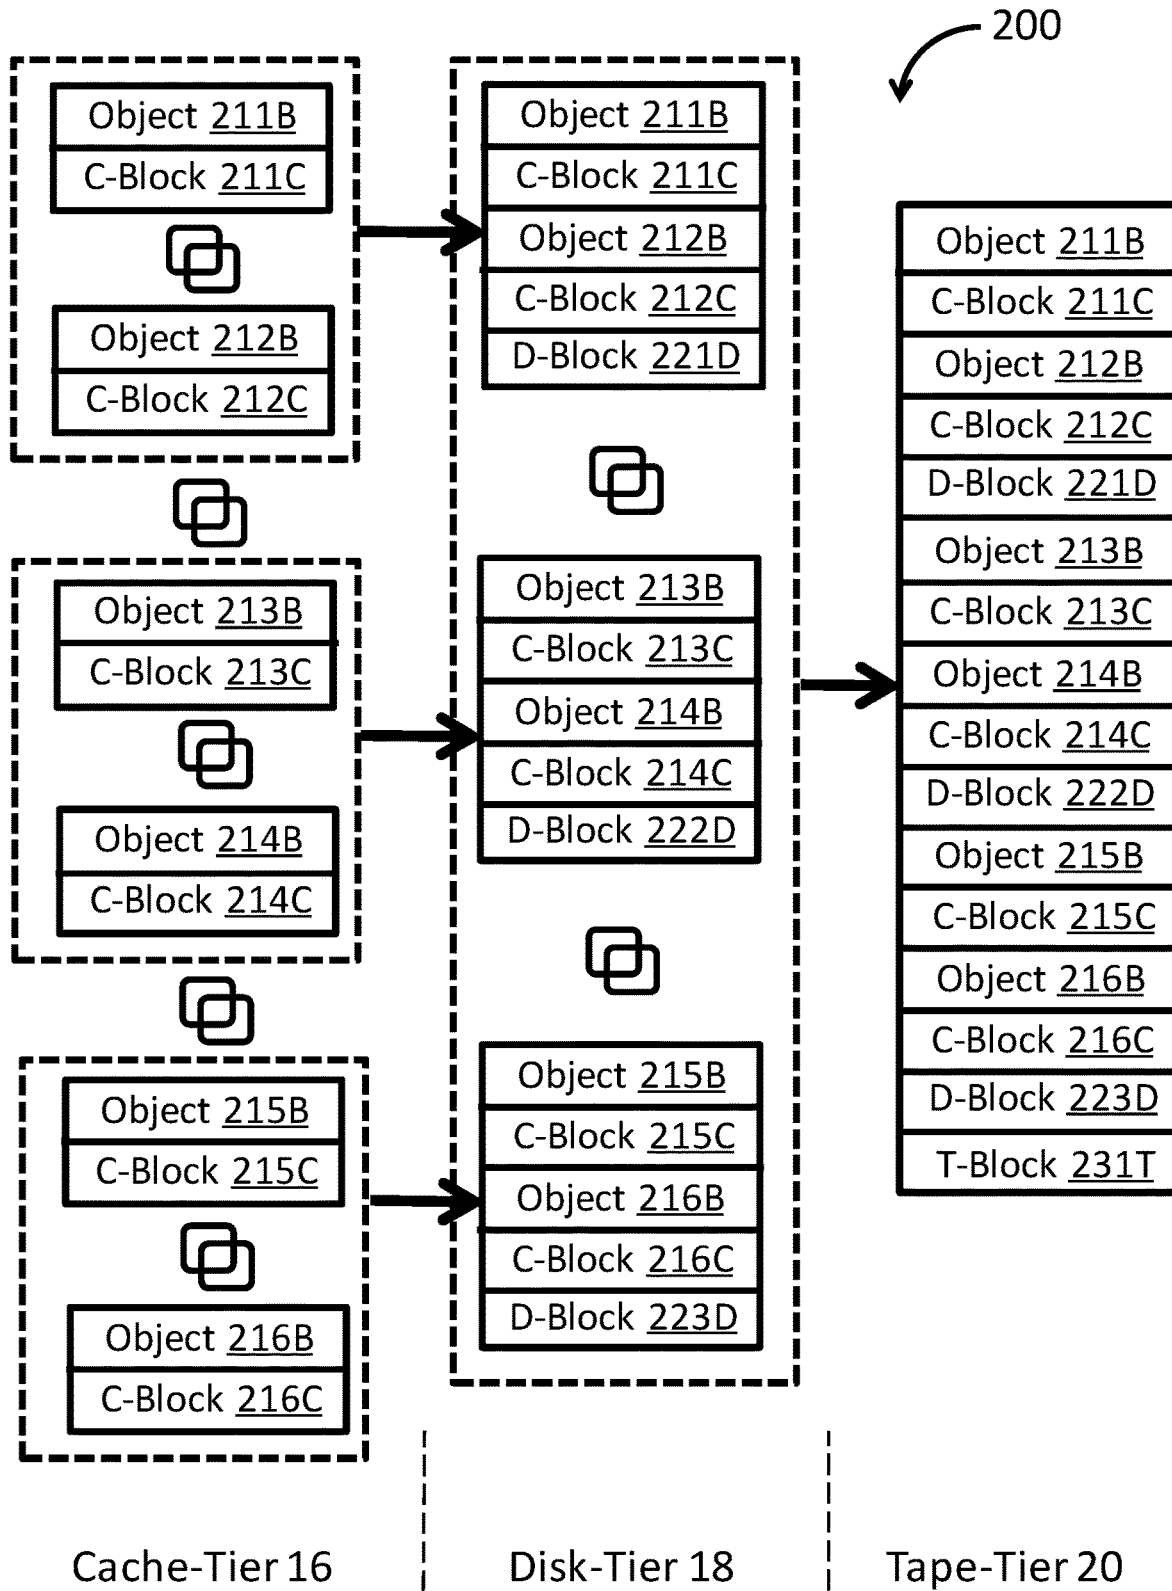 200
Object 211B
C-Block 211C
Object 212B
C-Block 212C
Object 213B
C-Block 213C
Object 214B
C-Block 214C
Object 215B
C-Block 215C
Object 216B
C-Block 216C
Cache-Tier 16
Object 211B
C-Block 211C
Object 212B
C-Block 212C
D-Block 221D
Object 213B
C-Block 213C
Object 214B
C-Block 214C
D-Block 222D
Object 215B
C-Block 215C
Object 216B
C-Block 216C
D-Block 223D
Disk-Tier 18
Object 211B
C-Block 211C
Object 212B
C-Block 212C
D-Block 221D
Object 213B
C-Block 213C
Object 214B
C-Block 214C
D-Block 222D
Object 215B
C-Block 215C
Object 216B
C-Block 216C
D-Block 223D
T-Block 231T
Tape-Tier 20